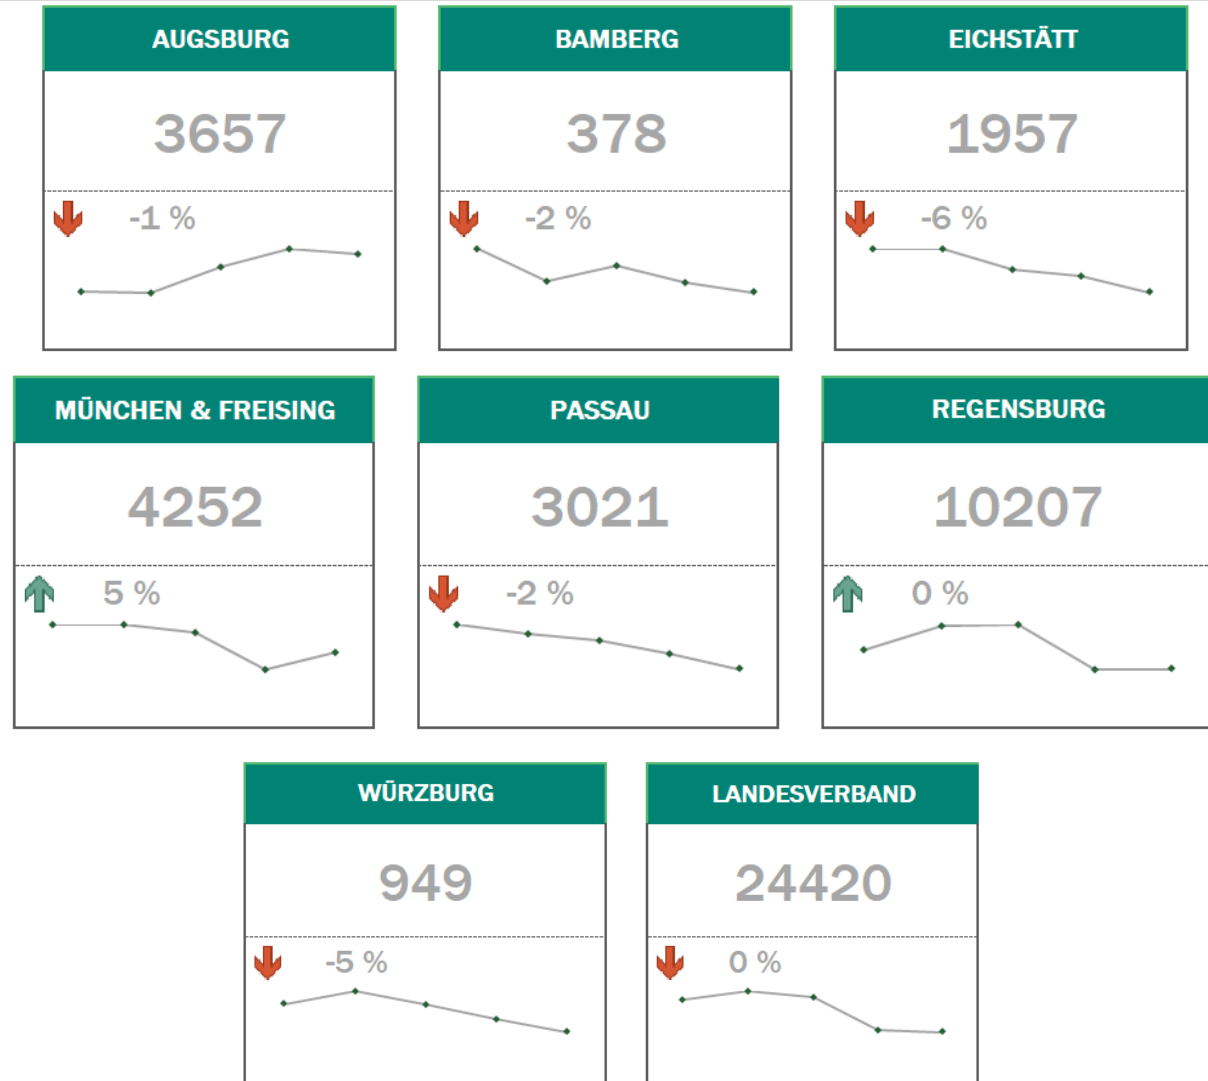 AUGSBURG
3657
-1 %
BAMBERG
378
-2 %
EICHSTÄTT
1957
-6 %
MÜNCHEN & FREISING
4252
5 %
PASSAU
3021
-2 %
REGENSBURG
10207
0 %
WÜRZBURG
949
-5 %
LANDESVERBAND
24420
0 %